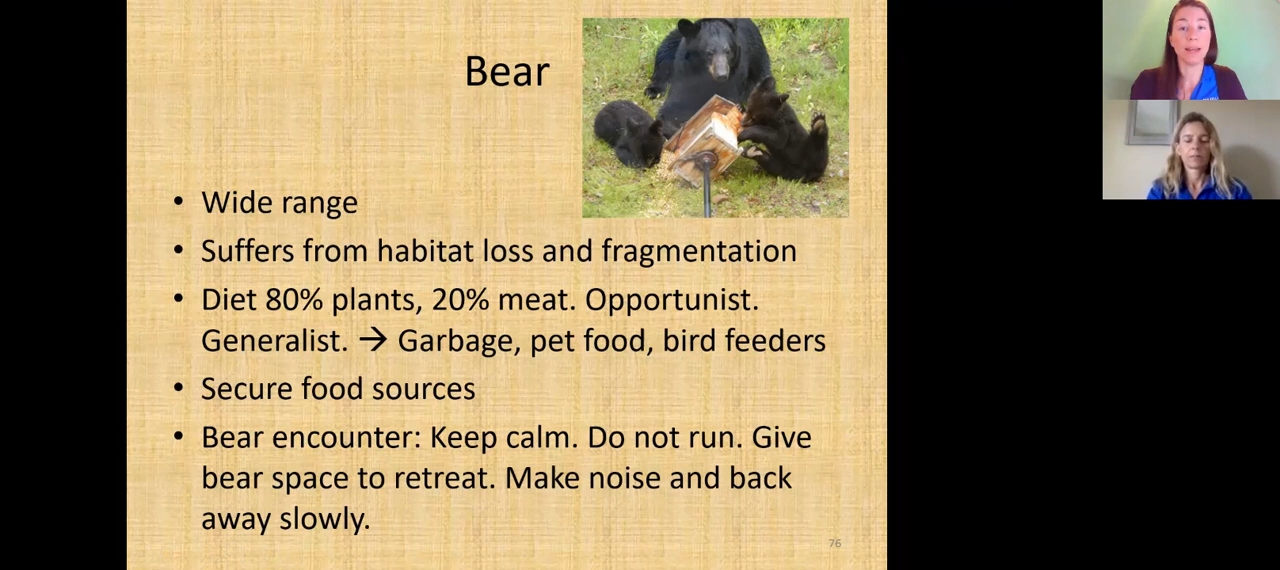 Bear
• Wide range
• Suffers from habitat loss and fragmentation
• Diet 80% plants, 20% meat. Opportunist.
Generalist. → Garbage, pet food, bird feeders
• Secure food sources
• Bear encounter: Keep calm. Do not run. Give
bear space to retreat. Make noise and back
away slowly.
76